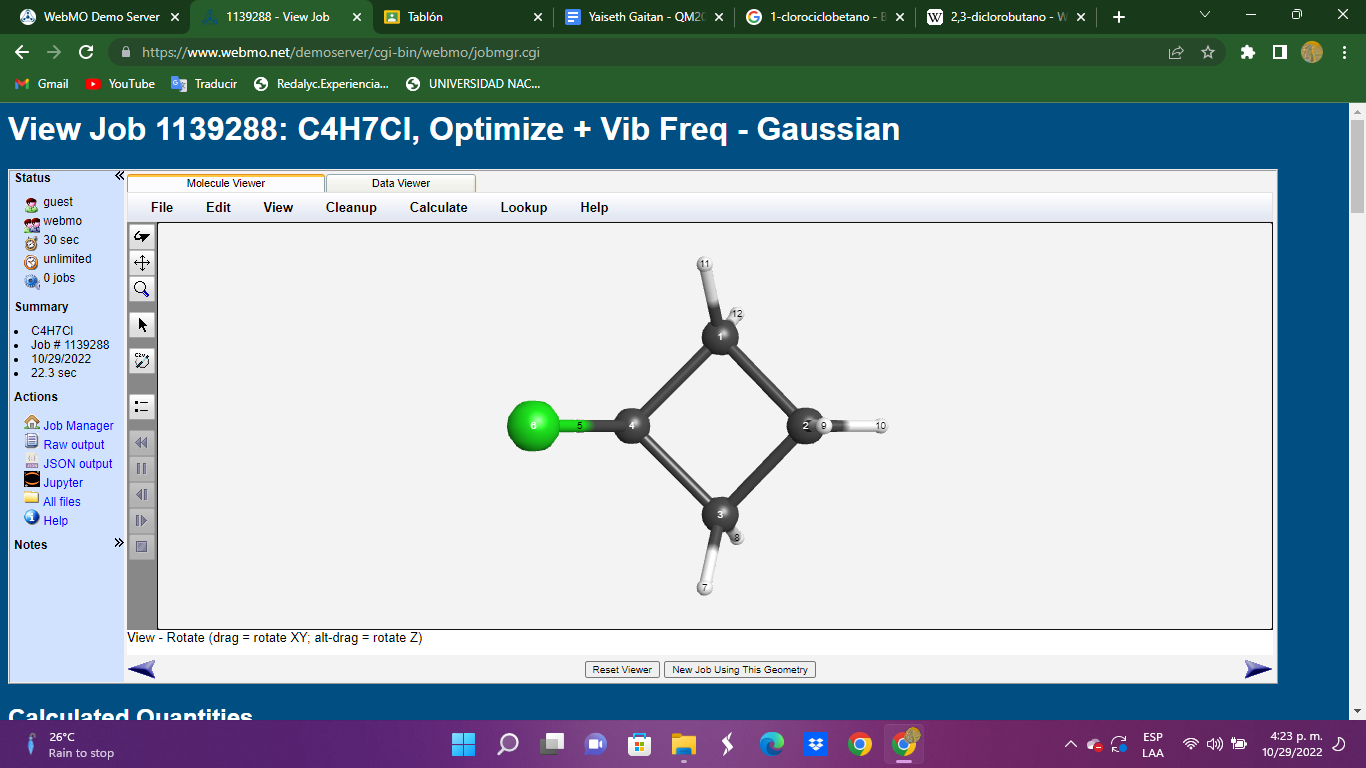 WebMO Demo Server
1139288 - View Job
Tablón
Yaiseth Gaitan - QM20
1-clorociclobetano - B
2,3-diclorobutano - W
https://www.webmo.net/demoserver/cgi-bin/webmo/jobmgr.cgi
Gmail
YouTube
Traducir
Redalyc.Experiencia...
UNIVERSIDAD NAC...
View Job 1139288: C4H7Cl, Optimize + Vib Freq - Gaussian
Status
guest
webmo
30 sec
unlimited
0 jobs
Summary
C4H7Cl
Job # 1139288
10/29/2022
22.3 sec
Actions
Job Manager
Raw output
JSON output
Jupyter
All files
Help
Notes
Molecule Viewer
Data Viewer
File Edit View Cleanup Calculate Lookup Help
11
12
1
6 5 4 2 9 10
3
8
7
View - Rotate (drag = rotate XY; alt-drag = rotate Z)
Reset Viewer
New Job Using This Geometry
Calculated Quantities
26°C
Rain to stop
ESP
LAA
4:23 p. m.
10/29/2022